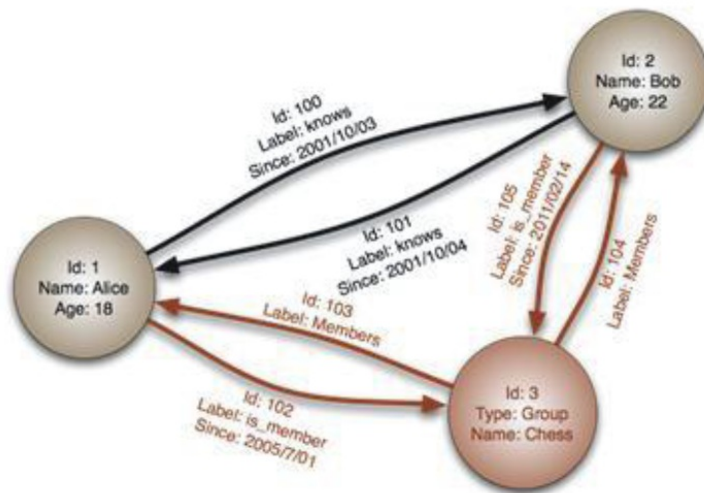 Id: 2
Name: Bob
Age: 22
Id: 100
Label: knows
Since: 2001/10/03
Id: 101
Label: knows
Since: 2001/10/04
Id: 105
Label: is_member
Since: 2011/02/14
Id: 104
Label: Members
Id: 1
Name: Alice
Age: 18
Id: 103
Label: Members
Id: 102
Label: is_member
Since: 2005/7/01
Id: 3
Type: Group
Name: Chess